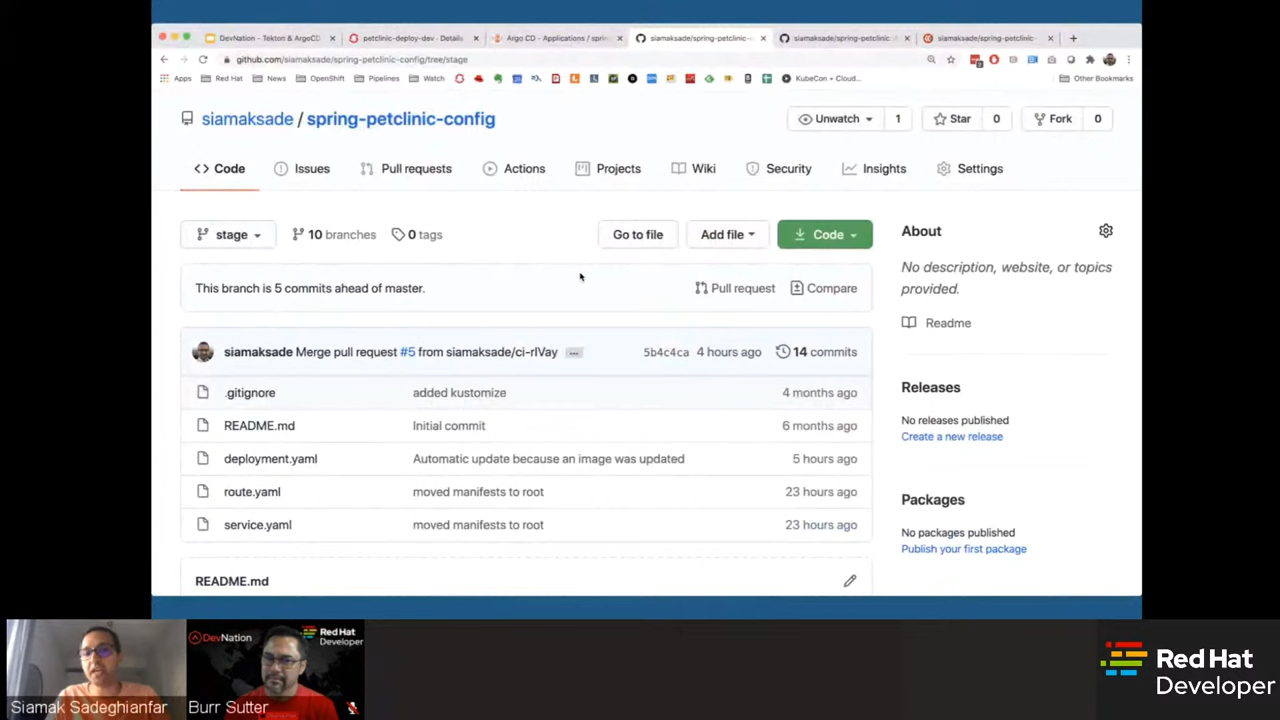 DevNation - Tekton & ArgoCD
petclinic-deploy-dev · Details
Argo CD - Applications / sprin
siamaksade/spring-petclinic-
siamaksade/spring-petclinic
siamaksade/spring-petclinic
github.com/siamaksade/spring-petclinic-config/tree/stage
Apps
Red Hat
News
OpenShift
Pipelines
Watch
KubeCon + Cloud...
Other Bookmarks
siamaksade / spring-petclinic-config
Unwatch 1
Star 0
Fork 0
Code
Issues
Pull requests
Actions
Projects
Wiki
Security
Insights
Settings
stage
10 branches
0 tags
Go to file
Add file
Code
This branch is 5 commits ahead of master.
Pull request
Compare
siamaksade Merge pull request #5 from siamaksade/ci-rIVay ... 5b4c4ca 4 hours ago 14 commits
.gitignore added kustomize 4 months ago
README.md Initial commit 6 months ago
deployment.yaml Automatic update because an image was updated 5 hours ago
route.yaml moved manifests to root 23 hours ago
service.yaml moved manifests to root 23 hours ago
README.md
About
No description, website, or topics
provided.
Readme
Releases
No releases published
Create a new release
Packages
No packages published
Publish your first package
Siamak Sadeghianfar
DevNation
Red Hat
Developer
Burr Sutter
Red Hat
Developer